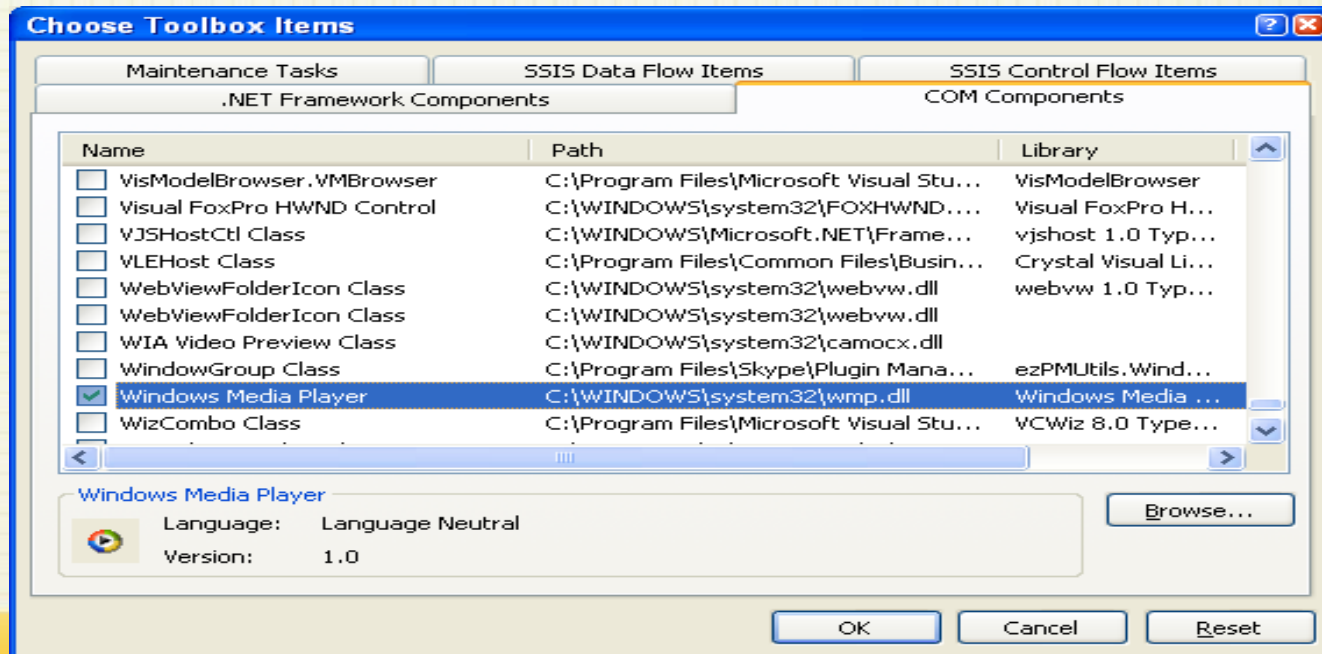 Choose Toolbox Items
Maintenance Tasks SSIS Data Flow Items SSIS Control Flow Items
.NET Framework Components COM Components
Name Path Library
VisModelBrowser.VMBrowser C:\Program Files\Microsoft Visual Stu... VisModelBrowser
Visual FoxPro HWND Control C:\WINDOWS\system32\FOXHWND.... Visual FoxPro H...
VJSHostCtl Class C:\WINDOWS\Microsoft.NET\Frame... vjshost 1.0 Typ...
VLEHost Class C:\Program Files\Common Files\Busin... Crystal Visual Li...
WebViewFolderIcon Class C:\WINDOWS\system32\webvw.dll webvw 1.0 Typ...
WebViewFolderIcon Class C:\WINDOWS\system32\webvw.dll
WIA Video Preview Class C:\WINDOWS\system32\camocx.dll
WindowGroup Class C:\Program Files\Skype\Plugin Mana... ezPMUtils.Wind...
Windows Media Player C:\WINDOWS\system32\wmp.dll Windows Media ...
WizCombo Class C:\Program Files\Microsoft Visual Stu... VCWiz 8.0 Type...
Windows Media Player
Language: Language Neutral
Version: 1.0
Browse...
OK Cancel Reset